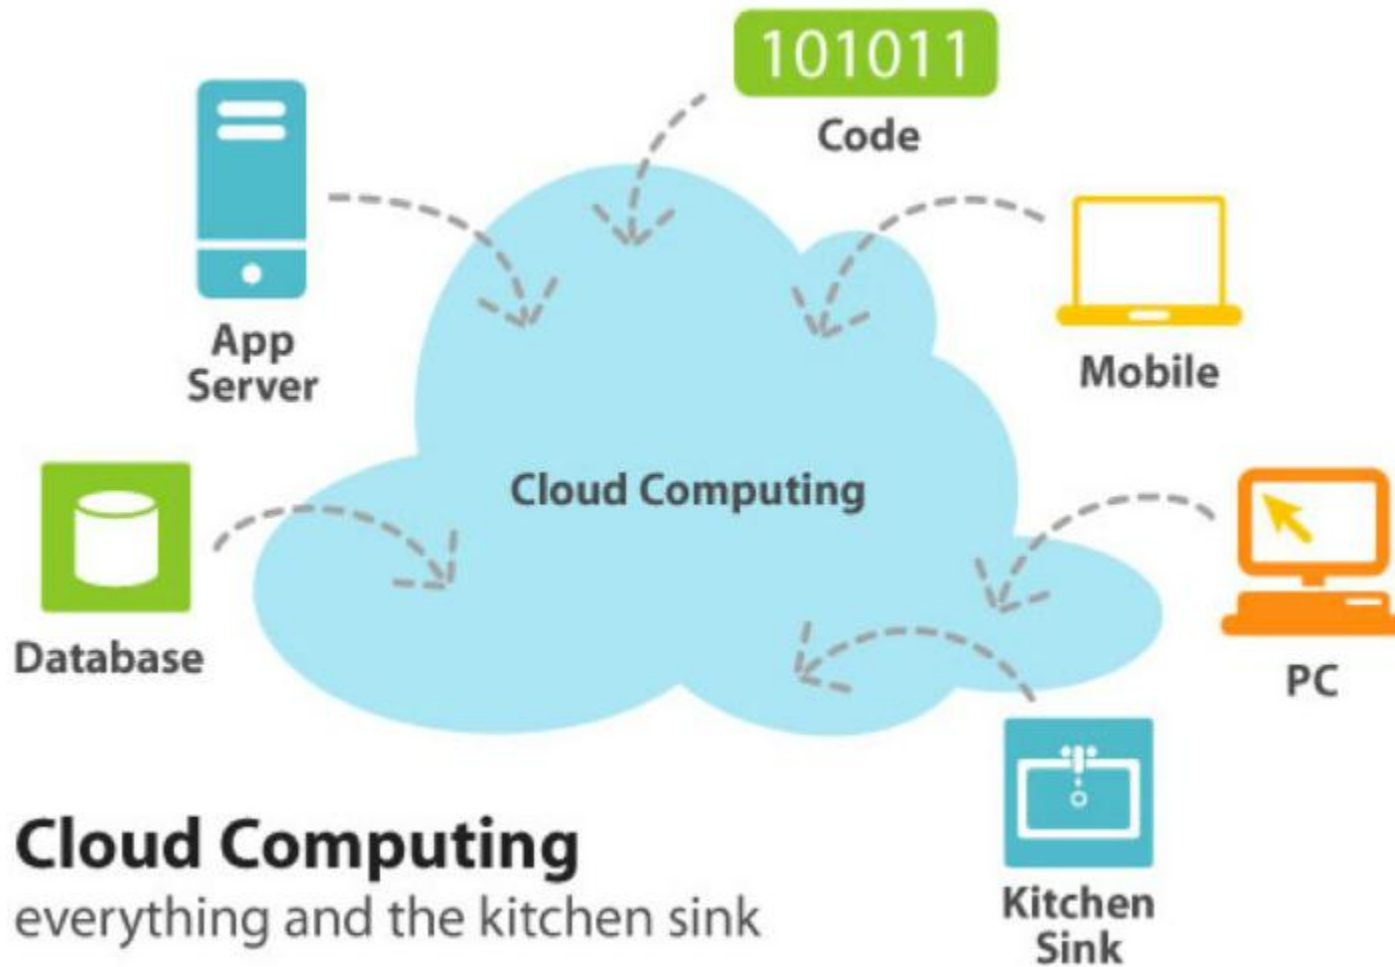 101011
Code
App
Server
Mobile
Cloud Computing
Database
PC
Cloud Computing
everything and the kitchen sink
Kitchen
Sink